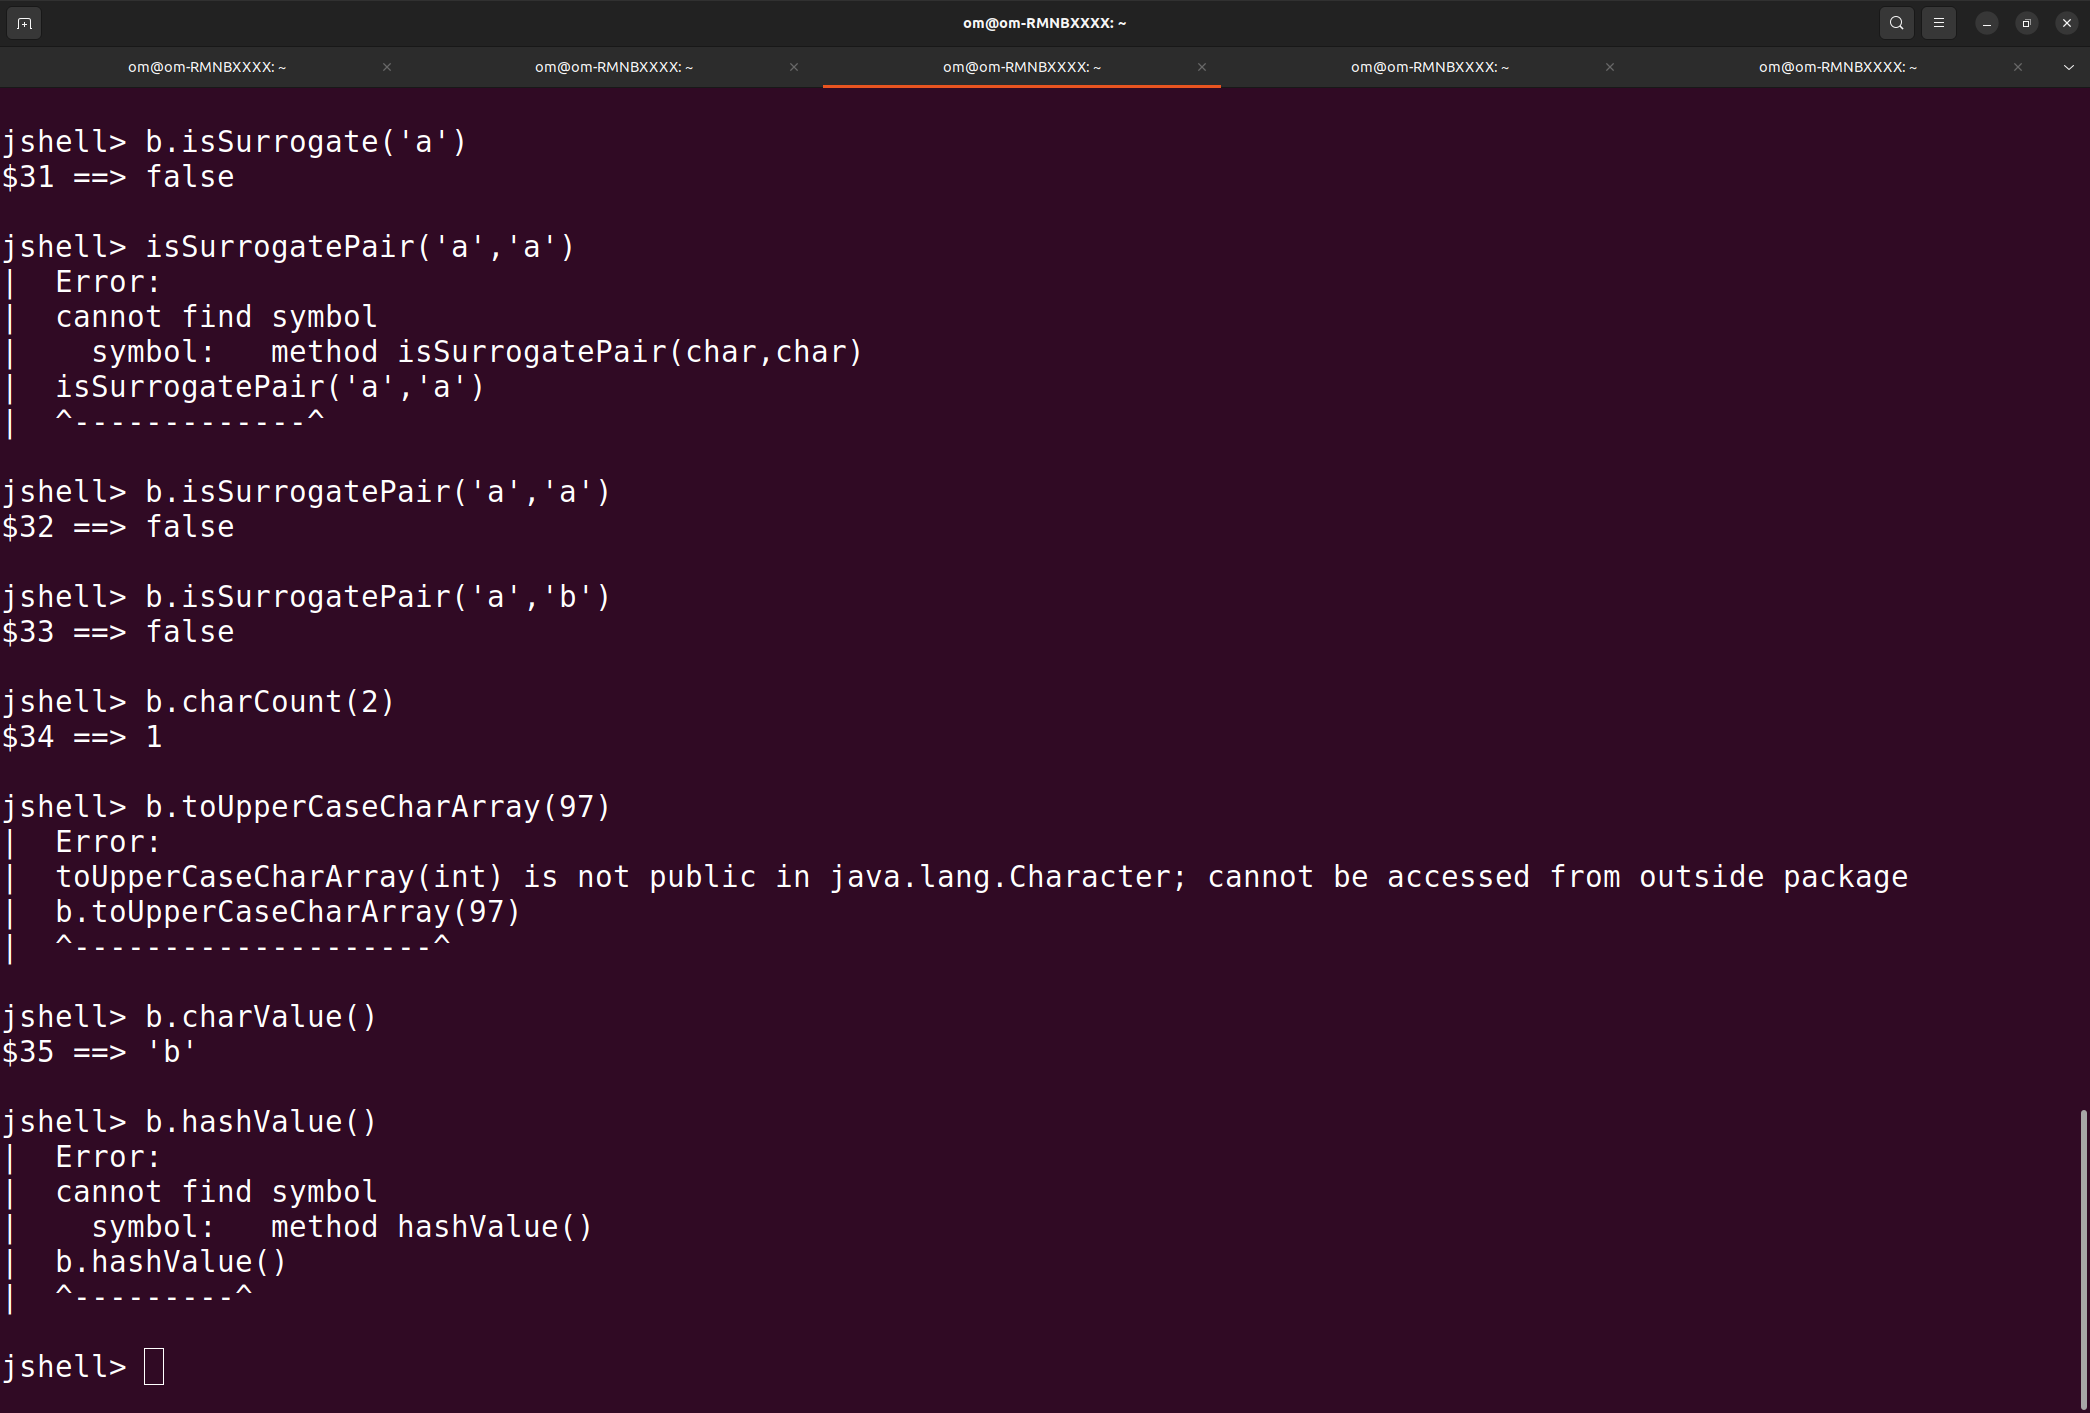 om@om-RMNBXXXX: ~
om@om-RMNBXXXX: ~ om@om-RMNBXXXX: ~ om@om-RMNBXXXX: ~ om@om-RMNBXXXX: ~ om@om-RMNBXXXX: ~
jshell> b.isSurrogate('a')
$31 ==> false
jshell> isSurrogatePair('a','a')
|  Error:
|  cannot find symbol
|    symbol:   method isSurrogatePair(char,char)
|  isSurrogatePair('a','a')
|  ^-------------^
jshell> b.isSurrogatePair('a','a')
$32 ==> false
jshell> b.isSurrogatePair('a','b')
$33 ==> false
jshell> b.charCount(2)
$34 ==> 1
jshell> b.toUpperCaseCharArray(97)
|  Error:
|  toUpperCaseCharArray(int) is not public in java.lang.Character; cannot be accessed from outside package
|  b.toUpperCaseCharArray(97)
|  ^--------------------^
jshell> b.charValue()
$35 ==> 'b'
jshell> b.hashValue()
|  Error:
|  cannot find symbol
|    symbol:   method hashValue()
|  b.hashValue()
|  ^---------^
jshell>